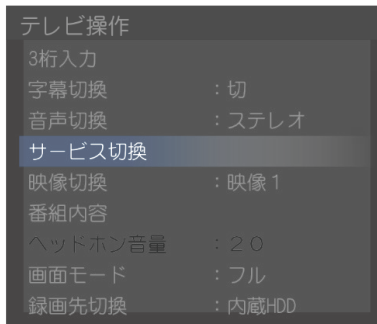 テレビ操作
3桁入力
字幕切換 :切
音声切換 :ステレオ
サービス切換
映像切換 :映像1
番組内容
ヘッドホン音量 :20
画面モード :フル
録画先切換 :内蔵HDD